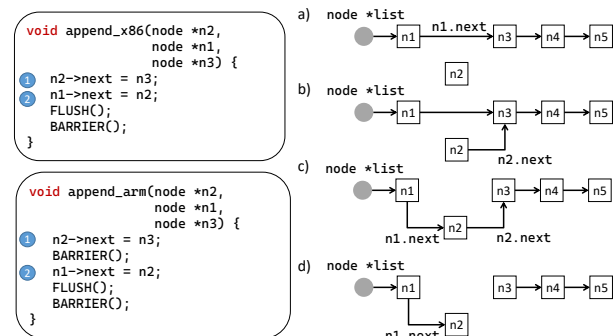 void append_x86(node *n2,
node *n1,
node *n3) {
1 n2->next = n3;
2 n1->next = n2;
FLUSH();
BARRIER();
}
void append_arm(node *n2,
node *n1,
node *n3) {
1 n2->next = n3;
BARRIER();
2 n1->next = n2;
FLUSH();
BARRIER();
}
a) node *list
n1.next
n1 n3 n4 n5
n2
b) node *list
n1 n3 n4 n5
n2
n2.next
c) node *list
n1 n3 n4 n5
n2
n1.next n2.next
d) node *list
n1 n3 n4 n5
n2
n1.next